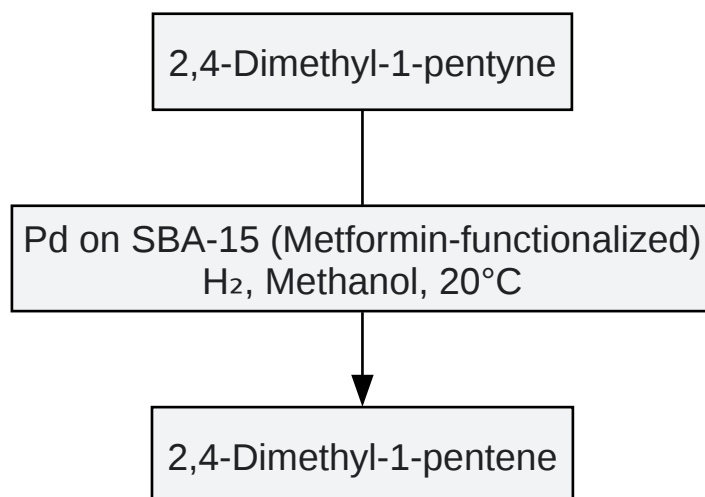 2,4-Dimethyl-1-pentyne
Pd on SBA-15 (Metformin-functionalized)
H₂, Methanol, 20°C
2,4-Dimethyl-1-pentene